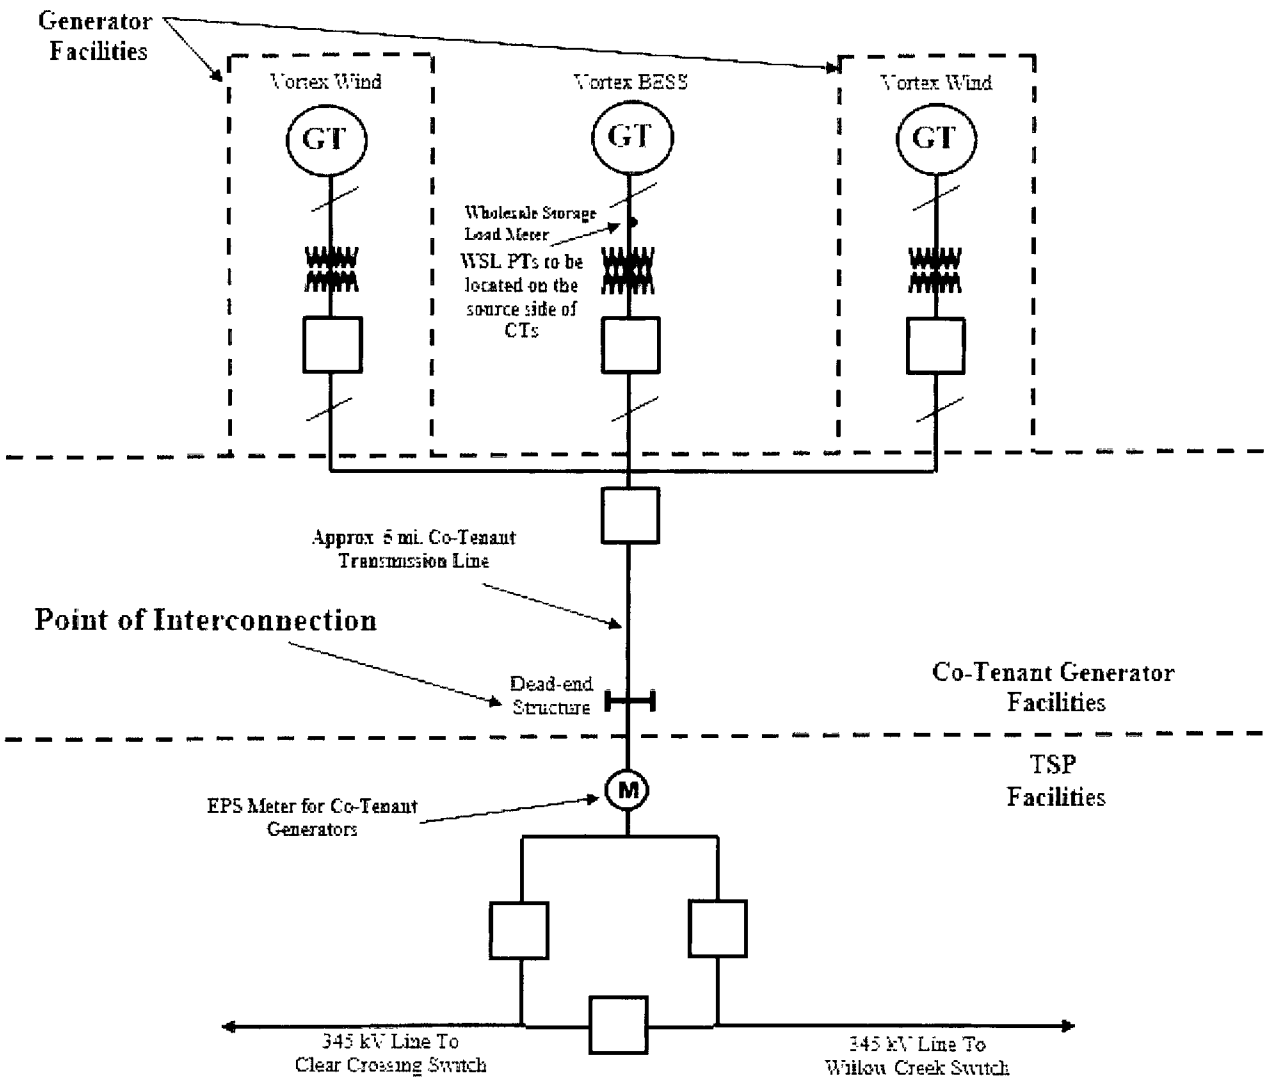 Generator
Facilities
Vortex Wind
Vortex BESS
Vortex Wind
GT
GT
GT
Wholesale Storage
Load Meter
WSL PTs to be
located on the
source side of
CTs
Approx. 5 mi. Co-Tenant
Transmission Line
Point of Interconnection
Dead-end
Structure
Co-Tenant Generator
Facilities
TSP
Facilities
M
EPS Meter for Co-Tenant
Generators
345 kV Line To
Clear Crossing Switch
345 kV Line To
Willow Creek Switch